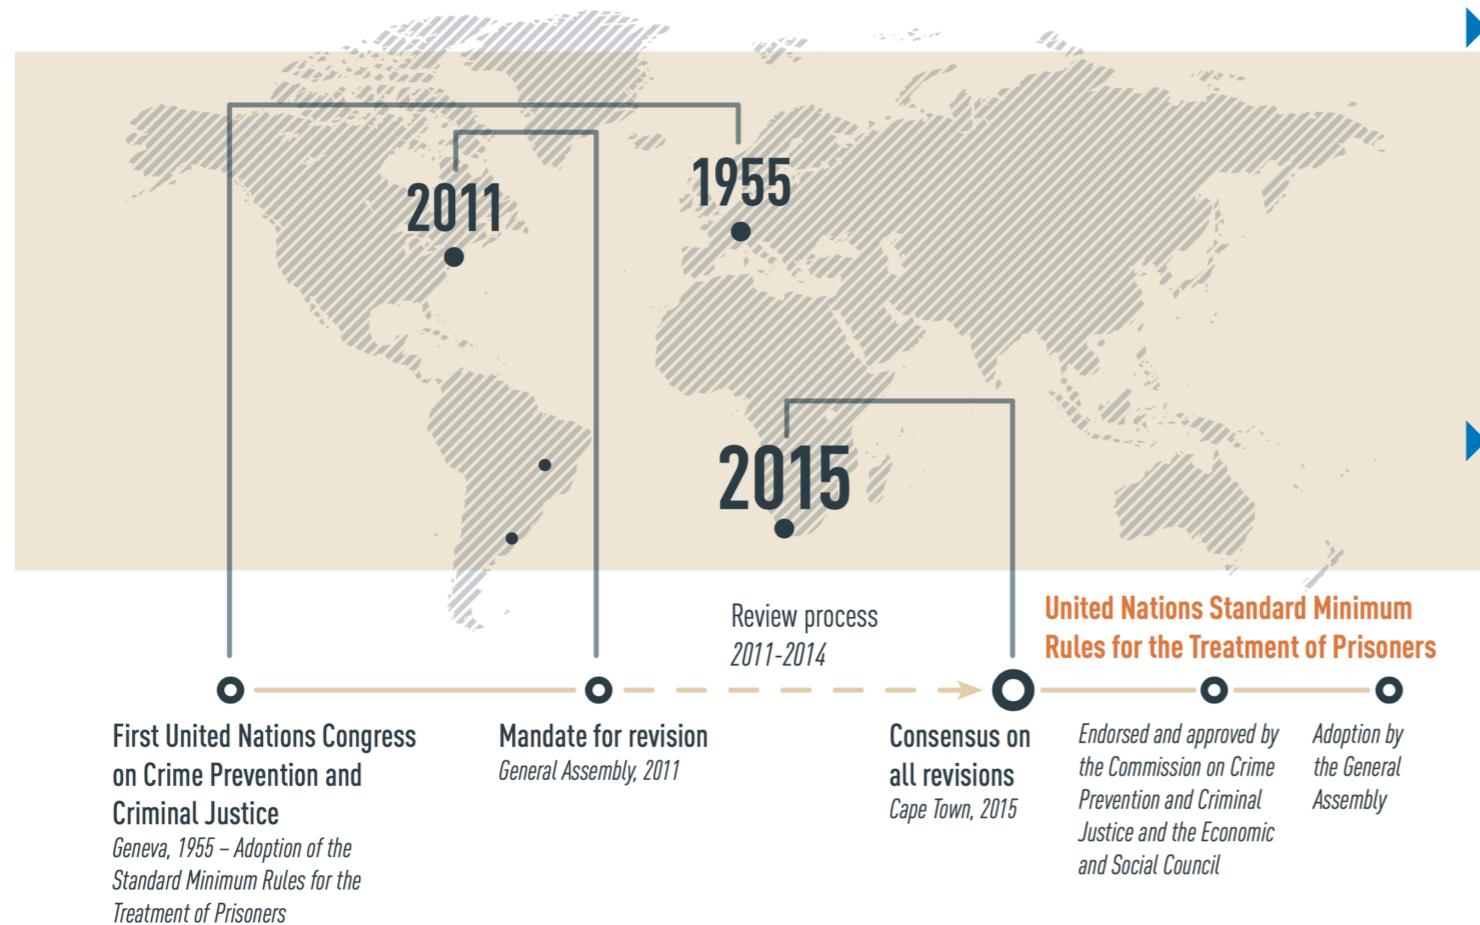 2011
1955
2015
Review process
2011-2014
United Nations Standard Minimum
Rules for the Treatment of Prisoners
First United Nations Congress
on Crime Prevention and
Criminal Justice
Geneva, 1955 – Adoption of the
Standard Minimum Rules for the
Treatment of Prisoners
Mandate for revision
General Assembly, 2011
Consensus on
all revisions
Cape Town, 2015
Endorsed and approved by
the Commission on Crime
Prevention and Criminal
Justice and the Economic
and Social Council
Adoption by
the General
Assembly